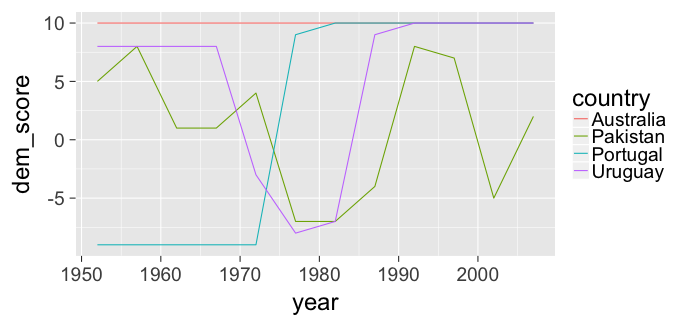 10
5
0
-5
dem_score
1950 1960 1970 1980 1990 2000
year
country
Australia
Pakistan
Portugal
Uruguay